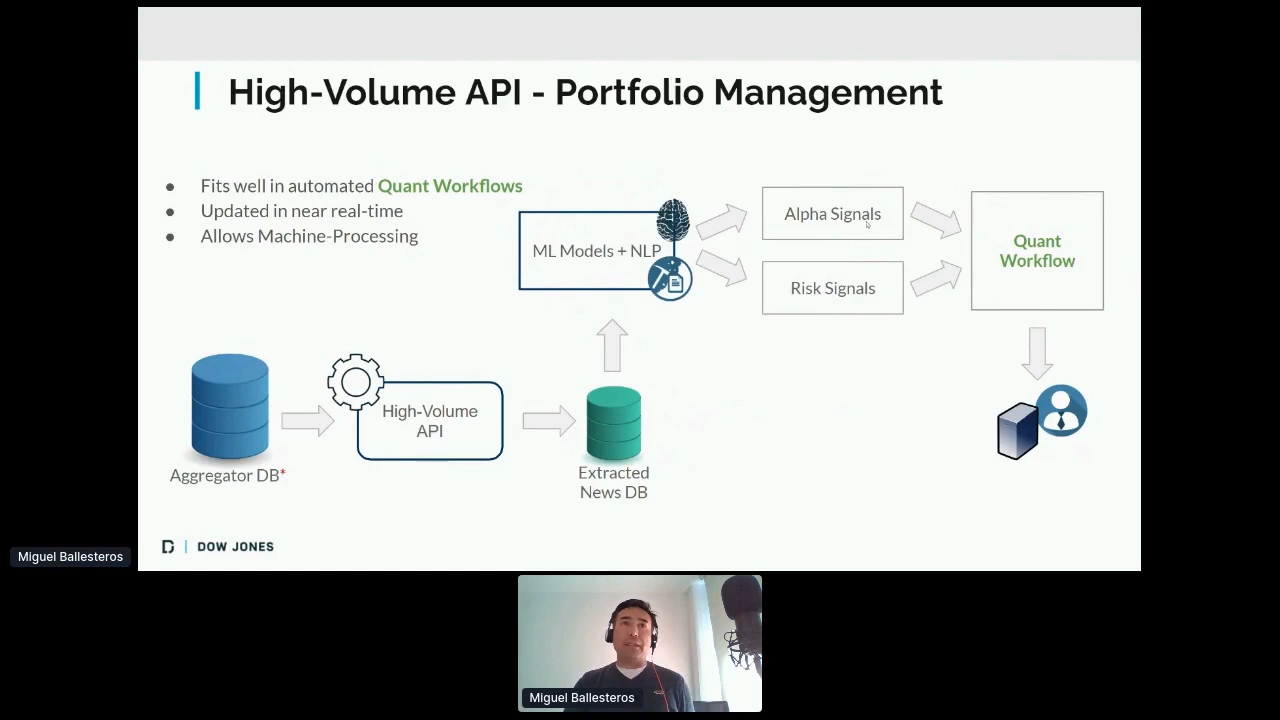 High-Volume API - Portfolio Management
● Fits well in automated Quant Workflows
● Updated in near real-time
● Allows Machine-Processing
ML Models + NLP
Alpha Signals
Risk Signals
Quant
Workflow
High-Volume
API
Aggregator DB*
Extracted
News DB
DOW JONES
Miguel Ballesteros
Miguel Ballesteros